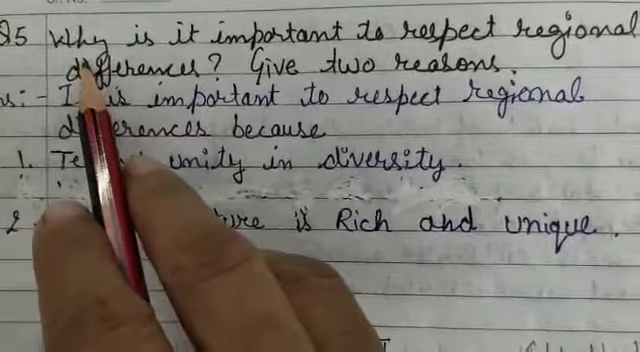 Q5 Why is it important to respect regional
differences? Give two reasons.
ns:- It is important to respect regional
differences because
1. unity in diversity.
2. is Rich and unique.